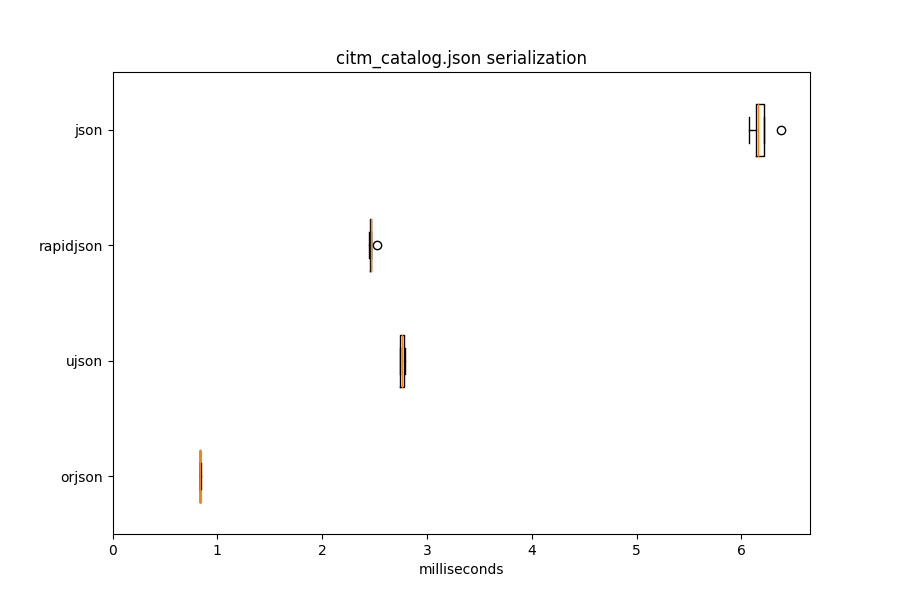 citm_catalog.json serialization
json
rapidjson
ujson
orjson
0 1 2 3 4 5 6
milliseconds